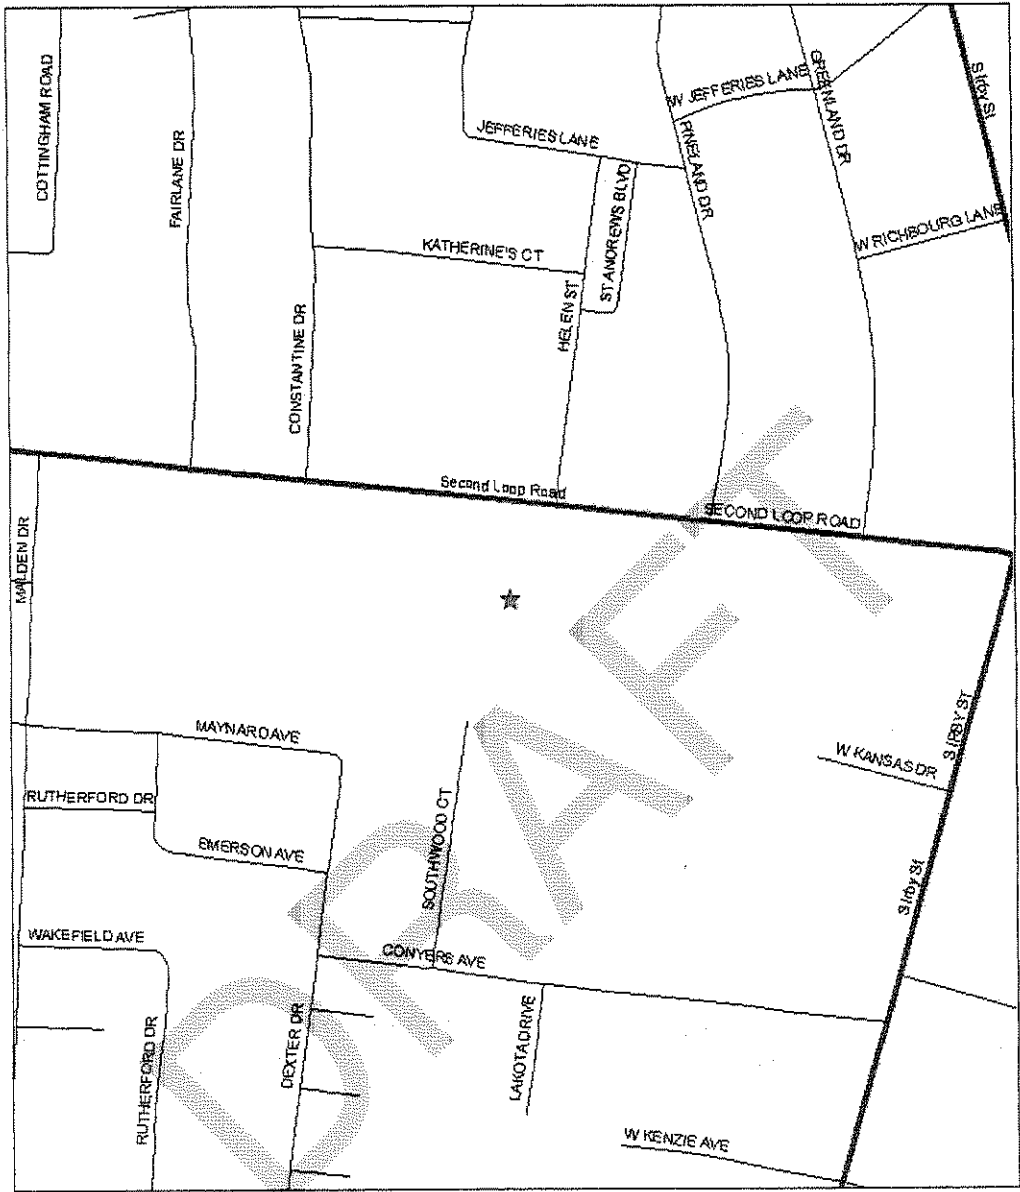 COTTINGHAM ROAD
FAIRLANE DR
CONSTANTINE DR
JEFFERIES LANE
W JEFFERIES LANE
GREENLAND DR
S Irby St
PINELAND DR
ST ANDREWS BLVD
KATHERINE'S CT
HELEN ST
W RICHBOURG LANE
Second Loop Road
SECOND LOOP ROAD
MALDEN DR
MAYNARD AVE
RUTHERFORD DR
EMERSON AVE
SOUTHWOOD CT
W KANSAS DR
S IRBY ST
S Irby St
WAKEFIELD AVE
CONYERS AVE
DEXTER DR
LAKOTA DRIVE
RUTHERFORD DR
W KENZIE AVE
DRAFT